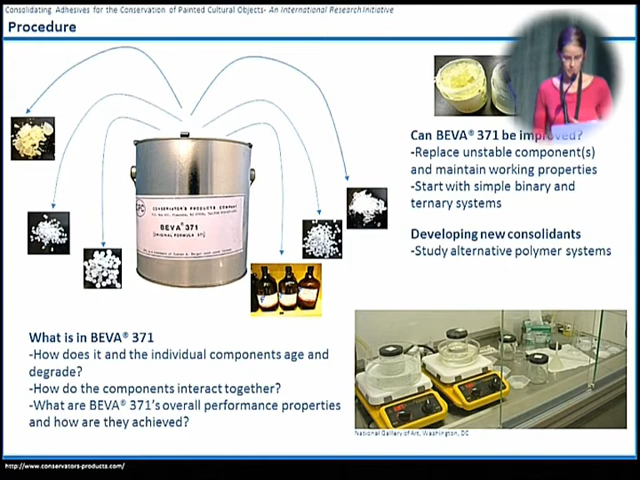 Consolidating Adhesives for the Conservation of Painted Cultural Objects- An International Research Initiative
Procedure
CONSERVATOR'S PRODUCTS COMPANY
BEVA® 371
What is in BEVA® 371
-How does it and the individual components age and
degrade?
-How do the components interact together?
-What are BEVA® 371's overall performance properties
and how are they achieved?
Can BEVA® 371 be improved?
-Replace unstable component(s)
and maintain working properties
-Start with simple binary and
ternary systems
Developing new consolidants
-Study alternative polymer systems
National Gallery of Art, Washington, DC
http://www.conservators-products.com/